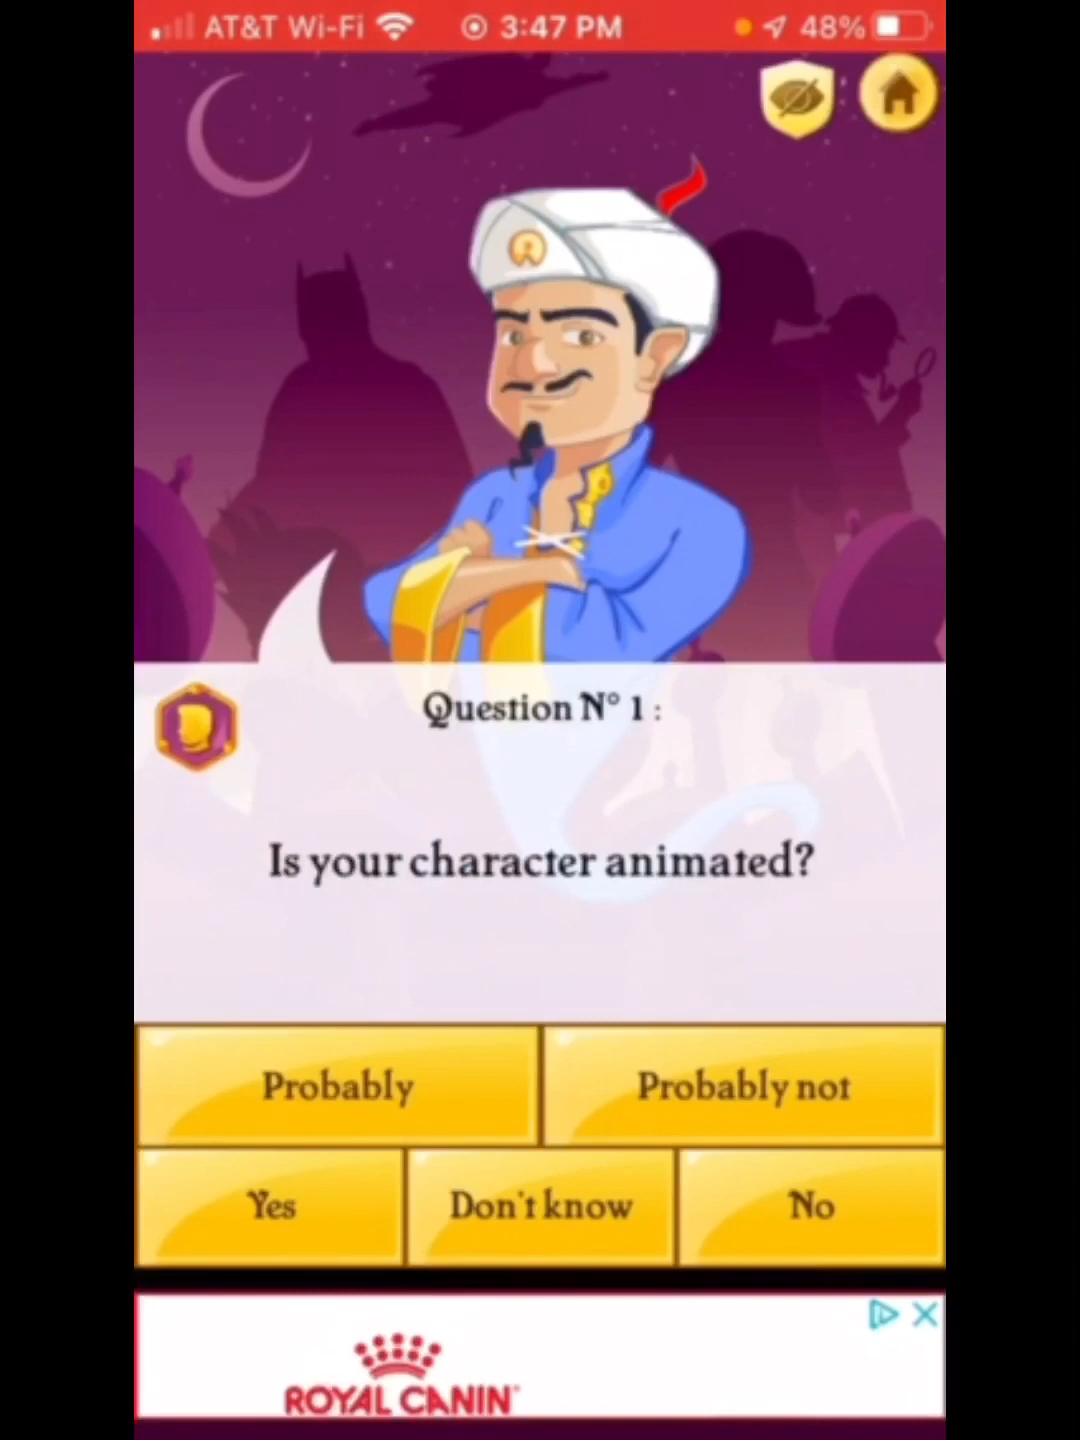 AT&T Wi-Fi 3:47 PM 48%
Question N° 1 :
Is your character animated?
Probably Probably not
Yes Don't know No
ROYAL CANIN